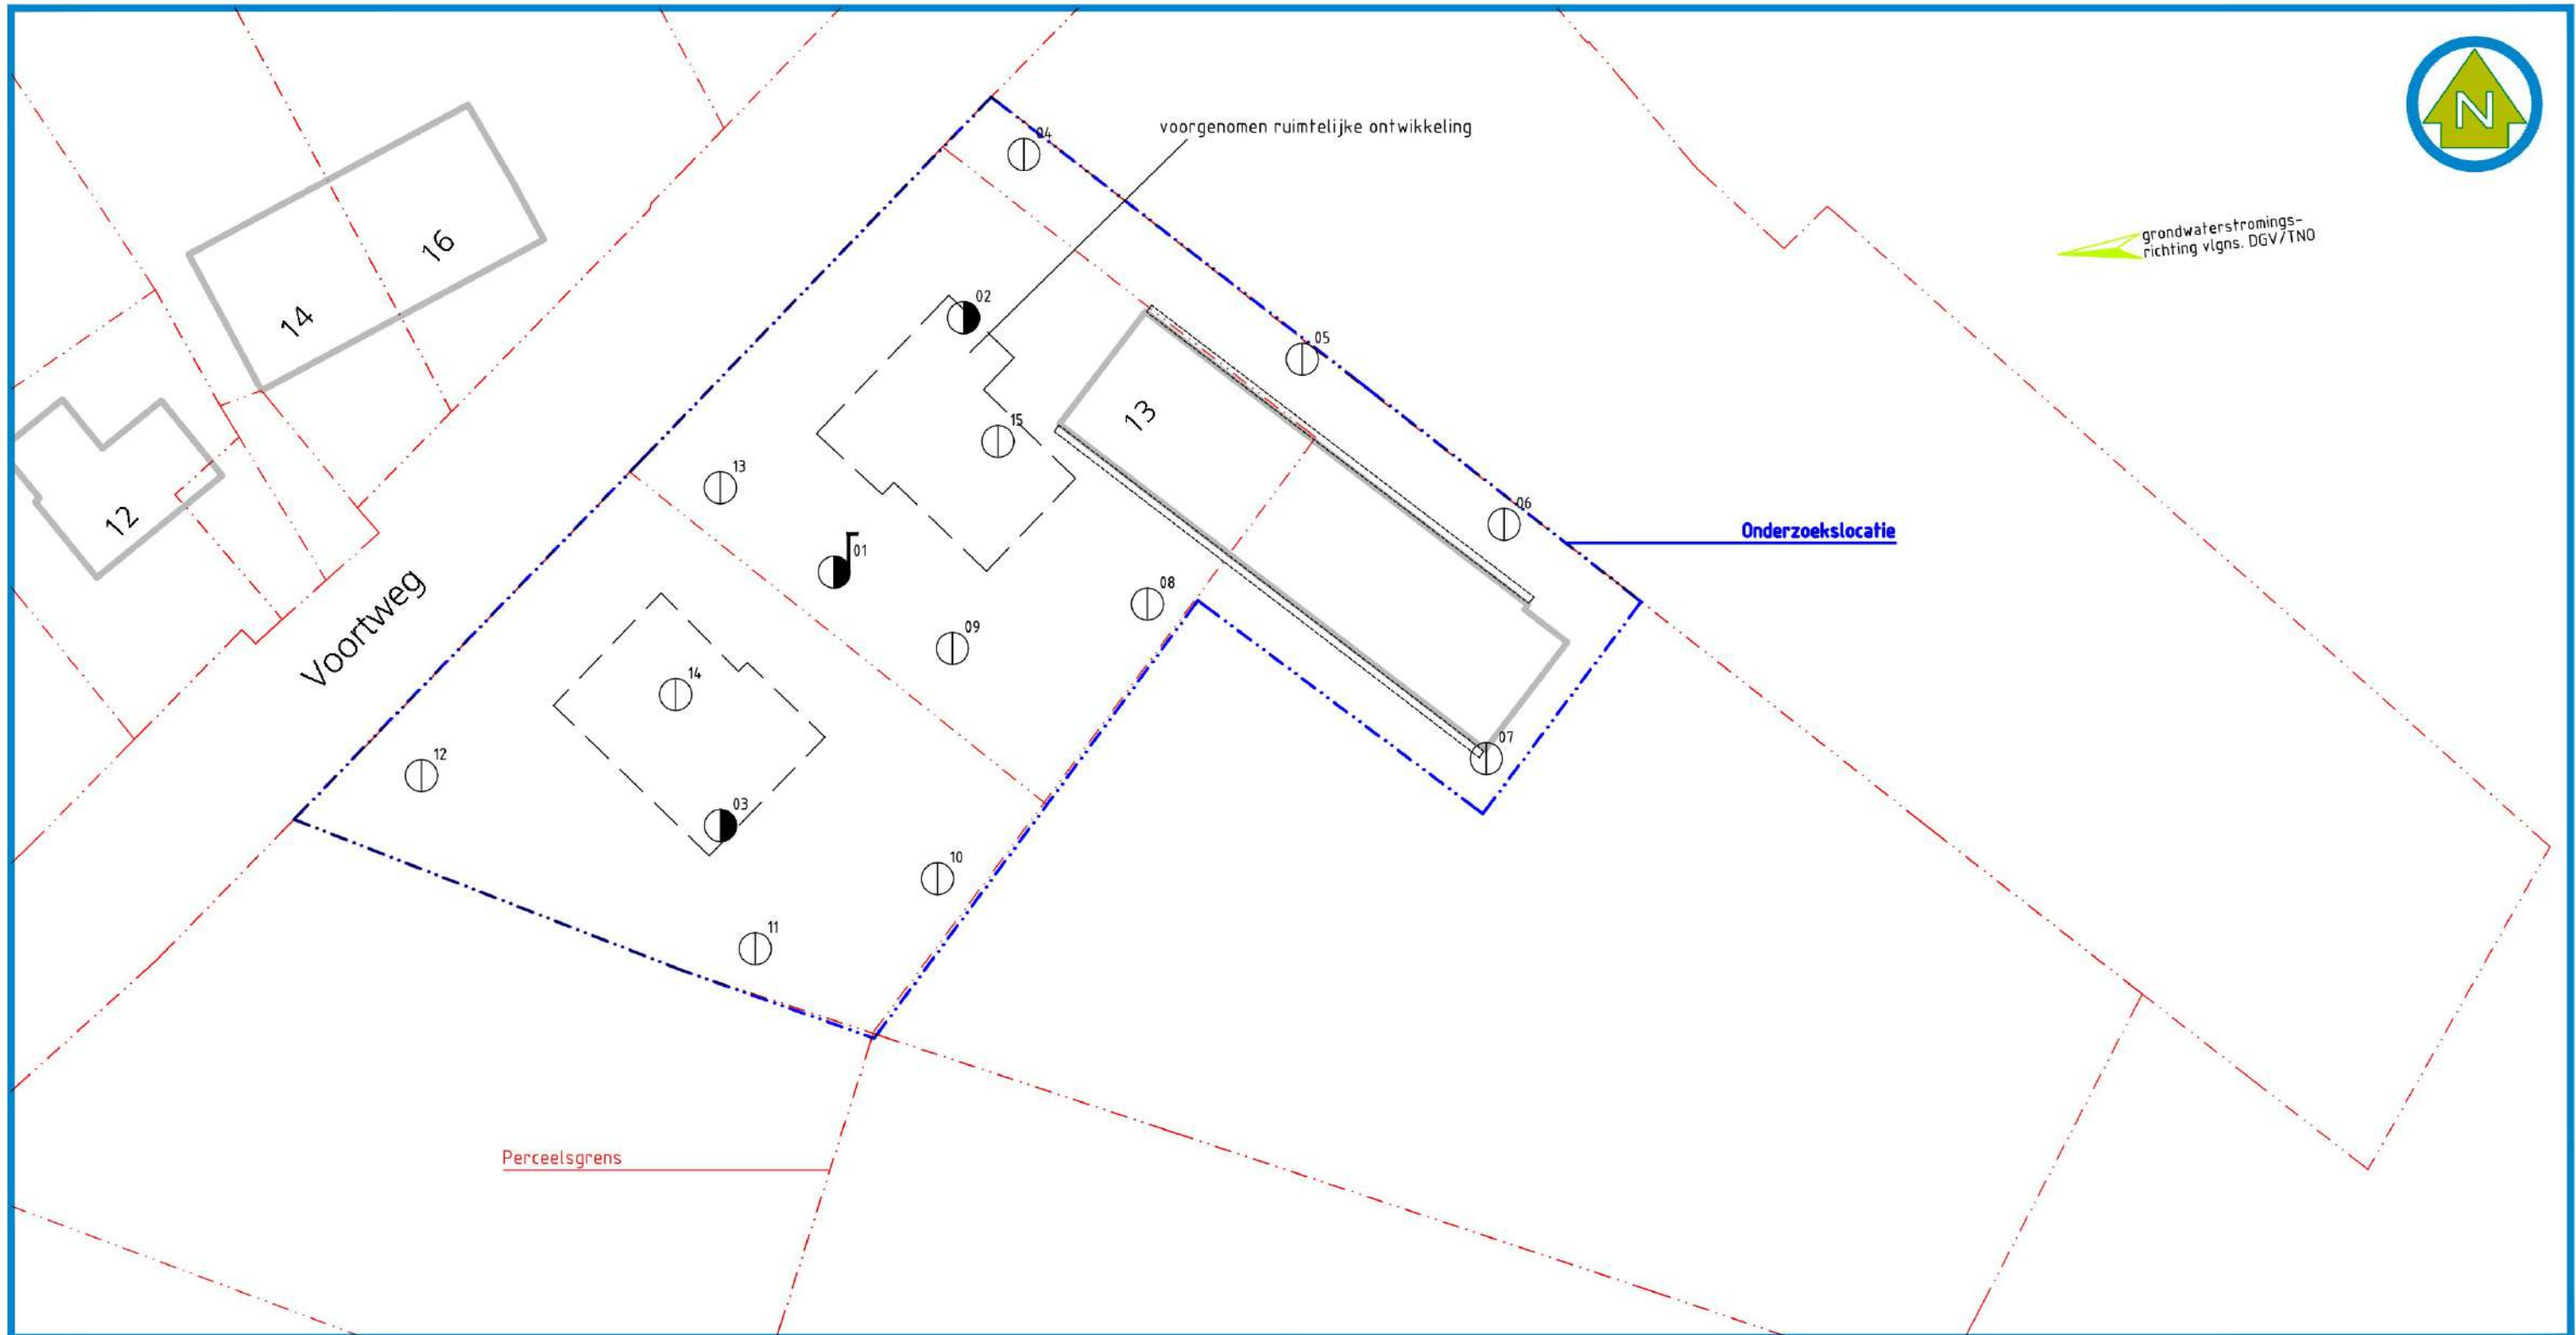 N
04
voorgenomen ruimtelijke ontwikkeling
grondwaterstromings-
richting vlgns. DGV/TNO
16
14
02
05
13
15
12
13
06
Onderzoekslocatie
01
08
09
Voortweg
14
07
12
03
10
11
Perceelsgrens